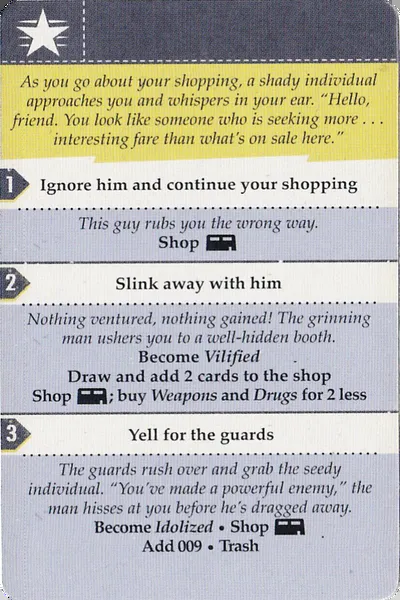 As you go about your shopping, a shady individual
approaches you and whispers in your ear. “Hello,
friend. You look like someone who is seeking more . . .
interesting fare than what’s on sale here.”
1
Ignore him and continue your shopping
This guy rubs you the wrong way.
Shop
2
Slink away with him
Nothing ventured, nothing gained! The grinning
man ushers you to a well-hidden booth.
Become Vilified
Draw and add 2 cards to the shop
Shop ; buy Weapons and Drugs for 2 less
3
Yell for the guards
The guards rush over and grab the seedy
individual. “You’ve made a powerful enemy,” the
man hisses at you before he’s dragged away.
Become Idolized • Shop
Add 009 • Trash